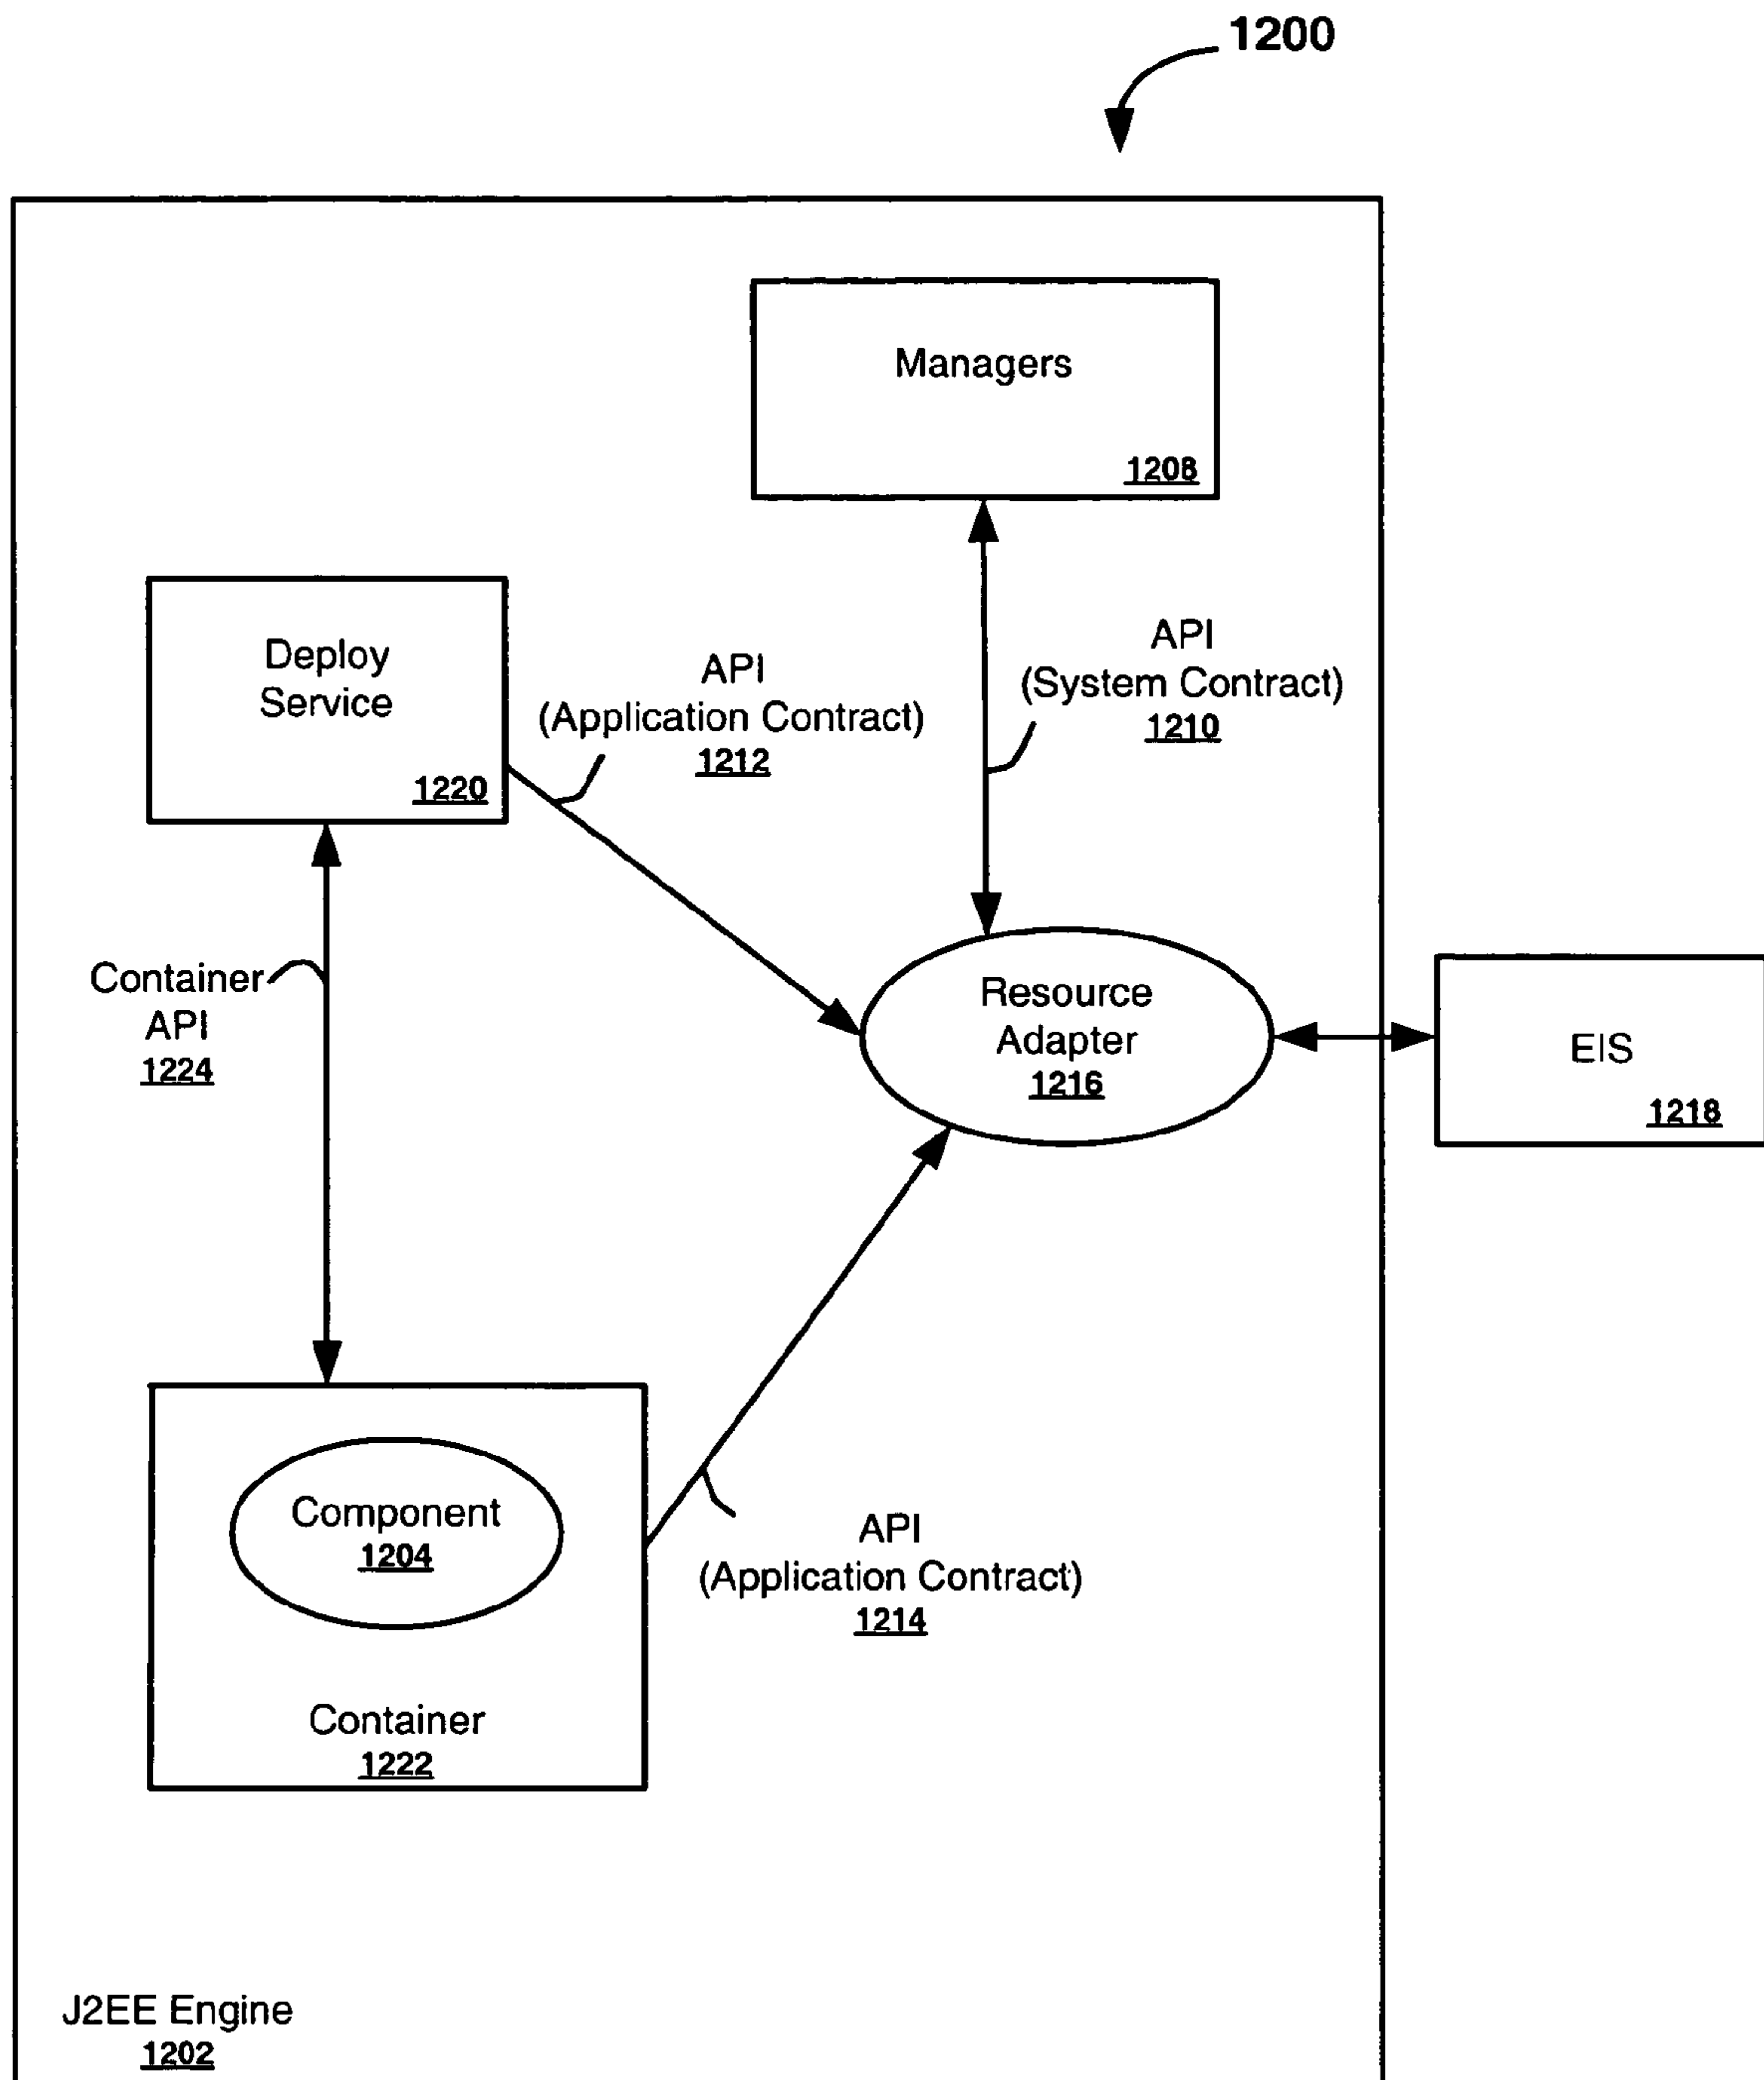 1200
Managers
1208
Deploy
Service
1220
API
(Application Contract)
1212
API
(System Contract)
1210
Container
API
1224
Resource
Adapter
1216
EIS
1218
Component
1204
Container
1222
API
(Application Contract)
1214
J2EE Engine
1202